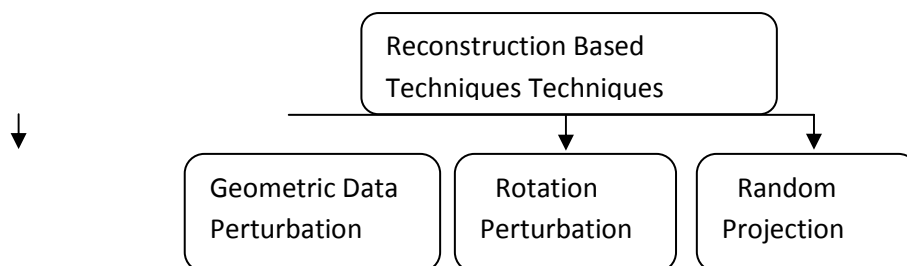 Reconstruction Based
Techniques Techniques
Geometric Data
Perturbation
Rotation
Perturbation
Random
Projection